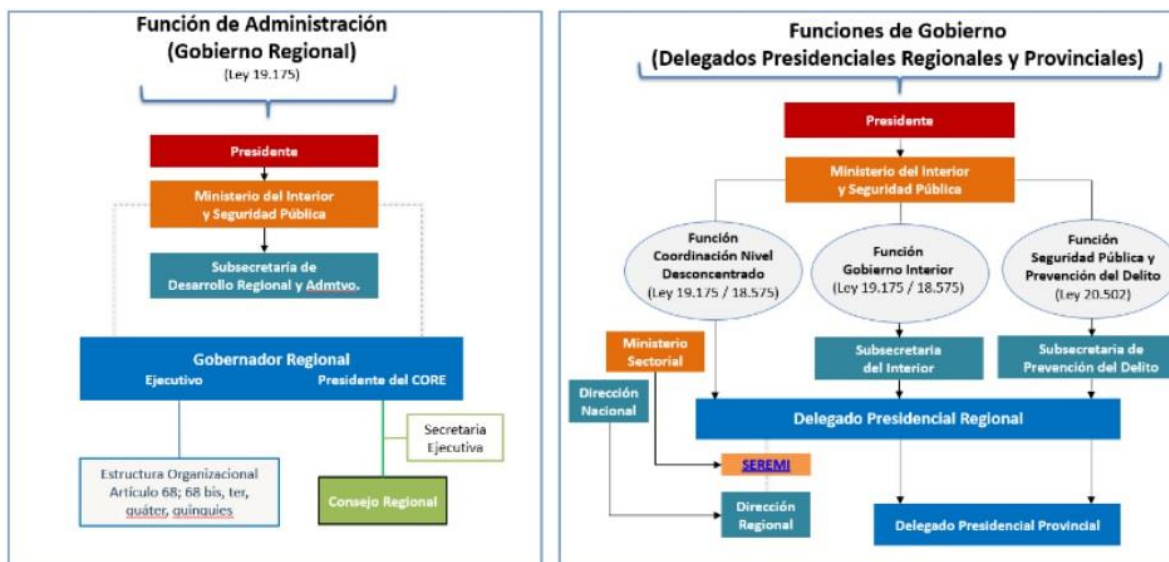 Función de Administración
(Gobierno Regional)
(Ley 19.175)
Presidente
Ministerio del Interior
y Seguridad Pública
Subsecretaría de
Desarrollo Regional y Admtvo.
Gobernador Regional
Ejecutivo
Presidente del CORE
Secretaria
Ejecutiva
Estructura Organizacional
Artículo 68; 68 bis, ter,
quáter, quinquies
Consejo Regional
Funciones de Gobierno
(Delegados Presidenciales Regionales y Provinciales)
Presidente
Ministerio del Interior
y Seguridad Pública
Función
Coordinación Nivel
Desconcentrado
(Ley 19.175 / 18.575)
Función
Gobierno Interior
(Ley 19.175 / 18.575)
Función
Seguridad Pública y
Prevención del Delito
(Ley 20.502)
Ministerio
Sectorial
Subsecretaria
del Interior
Subsecretaria de
Prevención del Delito
Dirección
Nacional
Delegado Presidencial Regional
SEREMI
Dirección
Regional
Delegado Presidencial Provincial